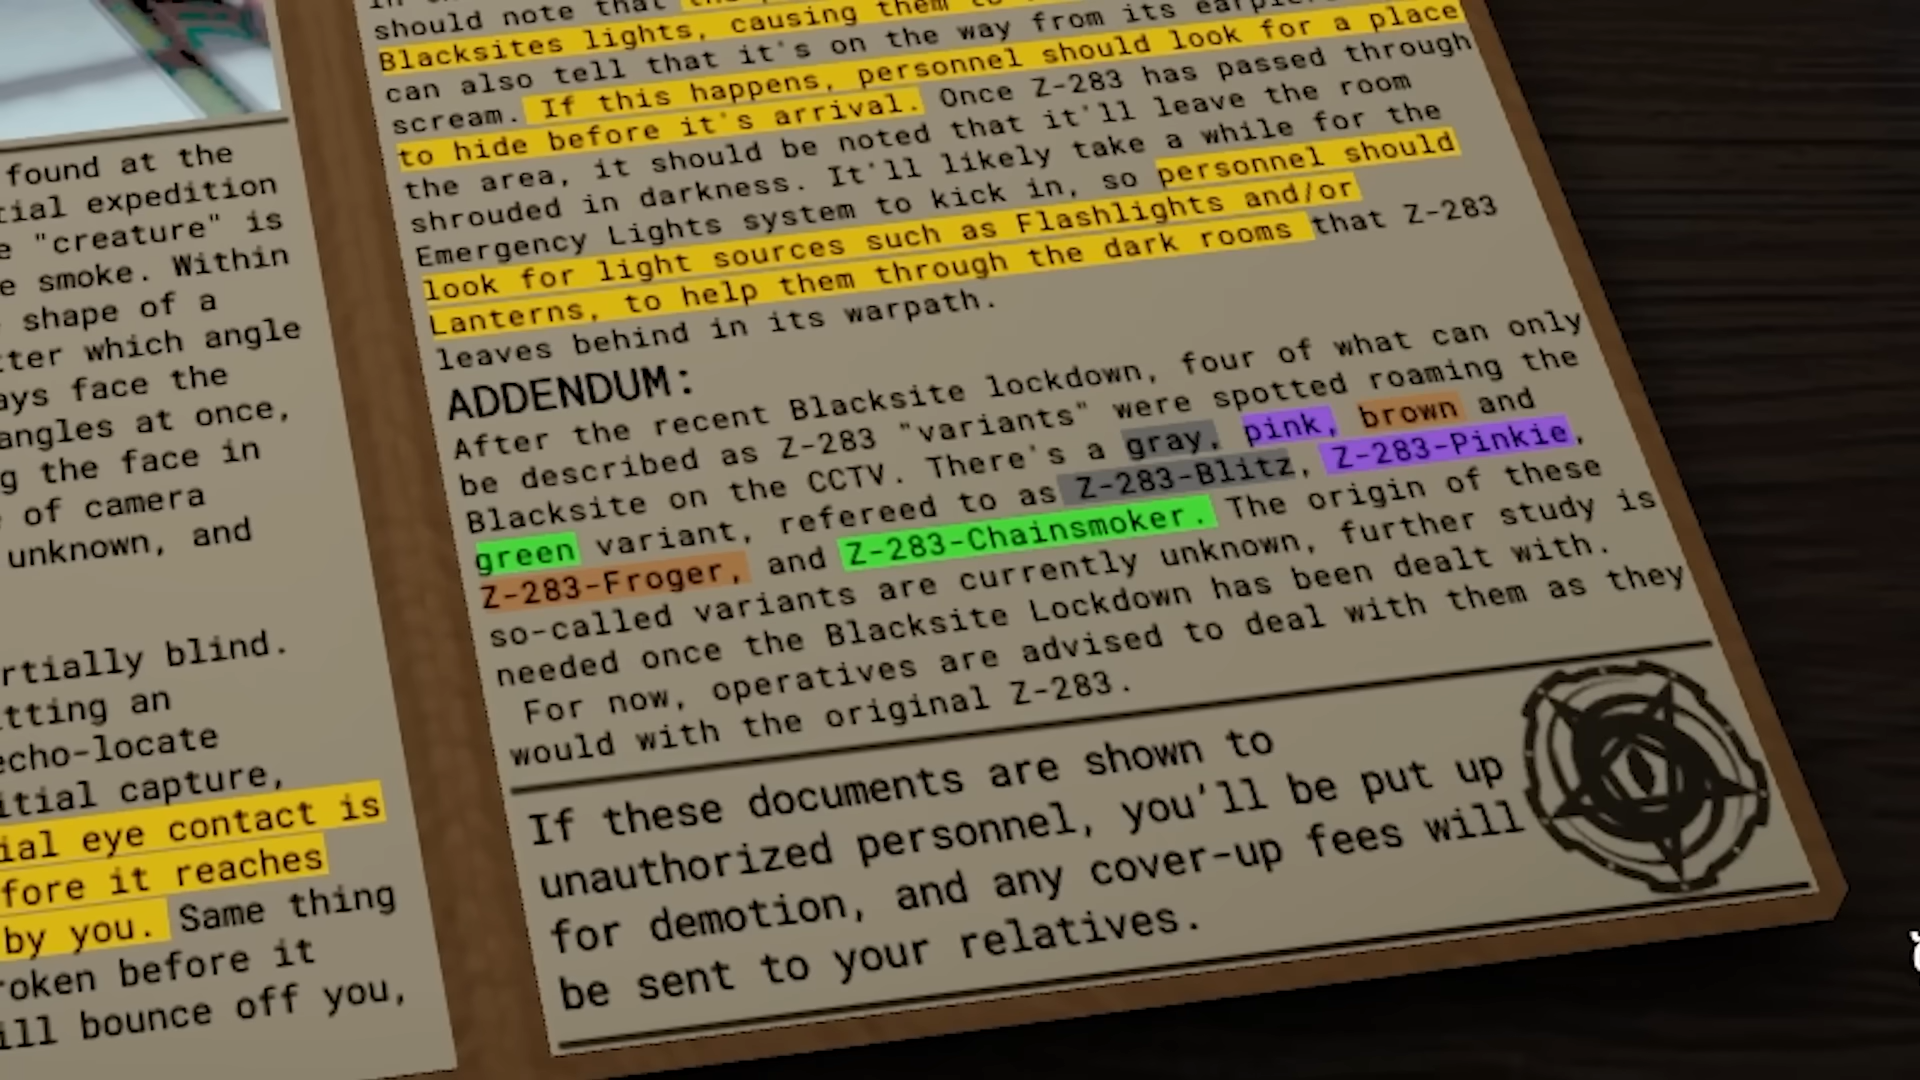 found at the
expedition
"creature" is
smoke. Within
shape of a
which angle
face the
angles at once,
the face in
of camera
unknown, and
blind.
an
echo-locate
capture,
eye contact is
it reaches
by you. Same thing
before it
bounce off you,
should note that
Blacksites lights, causing them
can also tell that it's on the way from its
scream. If this happens, personnel should look for a place
to hide before it's arrival. Once Z-283 has passed through
the area, it should be noted that it'll leave the room
shrouded in darkness. It'll likely take a while for the
Emergency Lights system to kick in, so personnel should
look for light sources such as Flashlights and/or
Lanterns, to help them through the dark rooms that Z-283
leaves behind in its warpath.
ADDENDUM:
After the recent Blacksite lockdown, four of what can only
be described as Z-283 "variants" were spotted roaming the
Blacksite on the CCTV. There's a gray, pink, brown and
green variant, refereed to as Z-283-Blitz, Z-283-Pinkie,
Z-283-Froger, and Z-283-Chainsmoker. The origin of these
so-called variants are currently unknown, further study is
needed once the Blacksite Lockdown has been dealt with.
For now, operatives are advised to deal with them as they
would with the original Z-283.
If these documents are shown to
unauthorized personnel, you'll be put up
for demotion, and any cover-up fees will
be sent to your relatives.